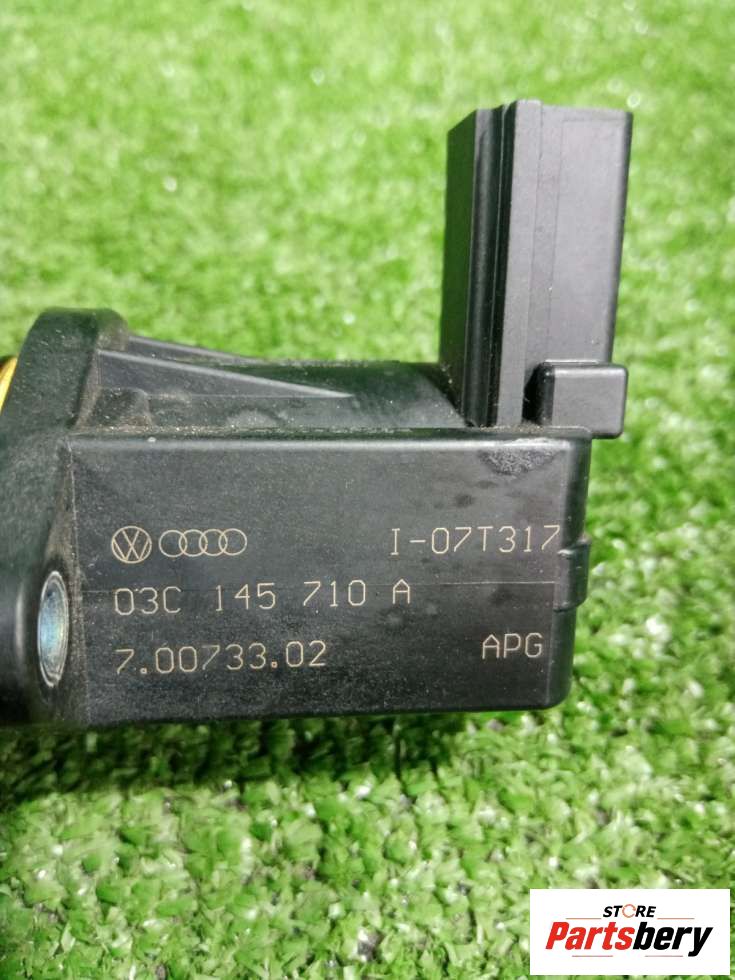 I-07T317
03C 145 710 A
7.00733.02 APG
STORE
Partsbery